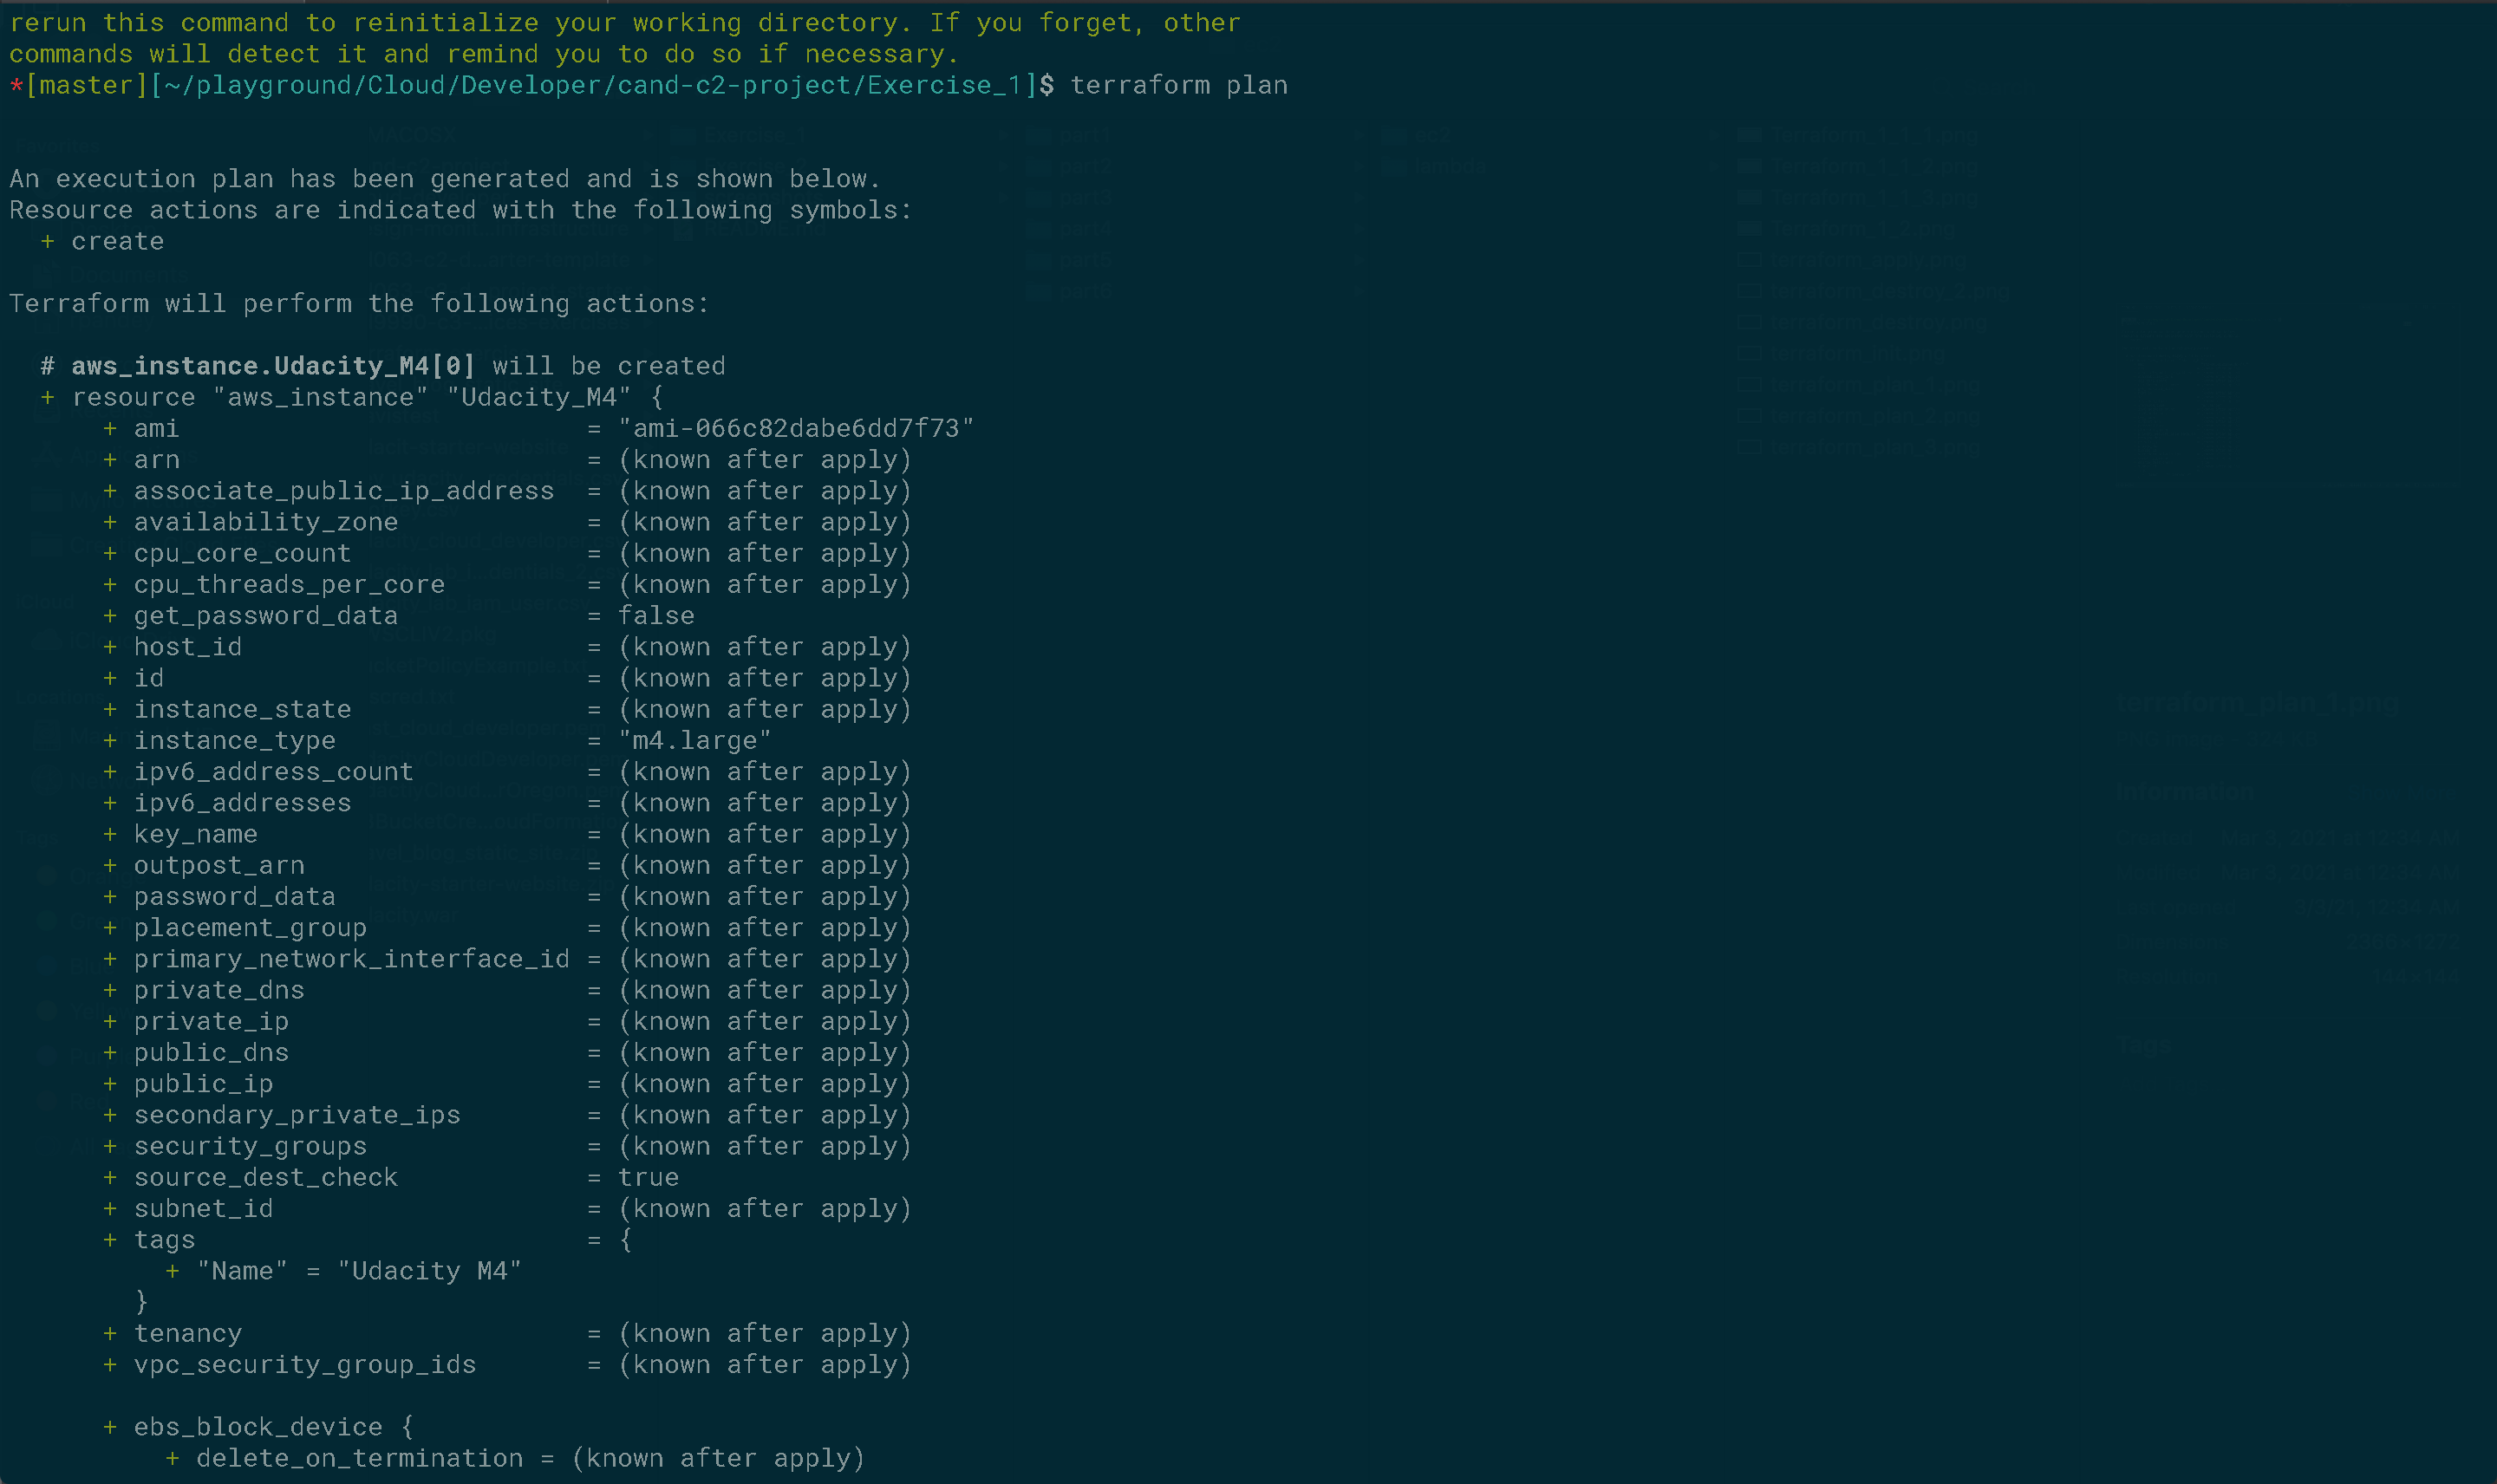 rerun this command to reinitialize your working directory. If you forget, other
commands will detect it and remind you to do so if necessary.
*[master][~/playground/Cloud/Developer/cand-c2-project/Exercise_1]$ terraform plan
An execution plan has been generated and is shown below.
Resource actions are indicated with the following symbols:
  + create
Terraform will perform the following actions:
  # aws_instance.Udacity_M4[0] will be created
  + resource "aws_instance" "Udacity_M4" {
      + ami                          = "ami-066c82dabe6dd7f73"
      + arn                          = (known after apply)
      + associate_public_ip_address  = (known after apply)
      + availability_zone            = (known after apply)
      + cpu_core_count               = (known after apply)
      + cpu_threads_per_core         = (known after apply)
      + get_password_data            = false
      + host_id                      = (known after apply)
      + id                           = (known after apply)
      + instance_state               = (known after apply)
      + instance_type                = "m4.large"
      + ipv6_address_count           = (known after apply)
      + ipv6_addresses               = (known after apply)
      + key_name                     = (known after apply)
      + outpost_arn                  = (known after apply)
      + password_data                = (known after apply)
      + placement_group              = (known after apply)
      + primary_network_interface_id = (known after apply)
      + private_dns                  = (known after apply)
      + private_ip                   = (known after apply)
      + public_dns                   = (known after apply)
      + public_ip                    = (known after apply)
      + secondary_private_ips        = (known after apply)
      + security_groups              = (known after apply)
      + source_dest_check            = true
      + subnet_id                    = (known after apply)
      + tags                         = {
          + "Name" = "Udacity M4"
        }
      + tenancy                      = (known after apply)
      + vpc_security_group_ids       = (known after apply)
      + ebs_block_device {
          + delete_on_termination = (known after apply)